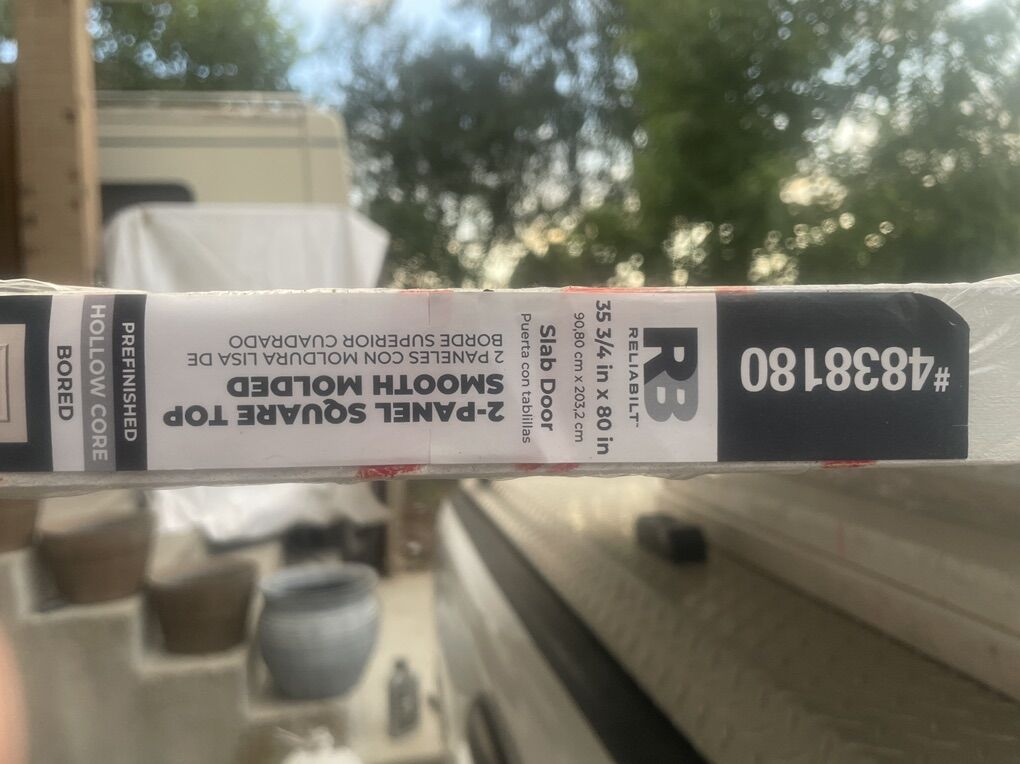 #4838180
RB
RELIABILT™
35 3/4 in x 80 in
90,80 cm x 203,2 cm
Slab Door
Puerta con tablillas
2-PANEL SQUARE TOP
SMOOTH MOLDED
2 PANELES CON MOLDURA LISA DE
BORDE SUPERIOR CUADRADO
PREFINISHED
HOLLOW CORE
BORED